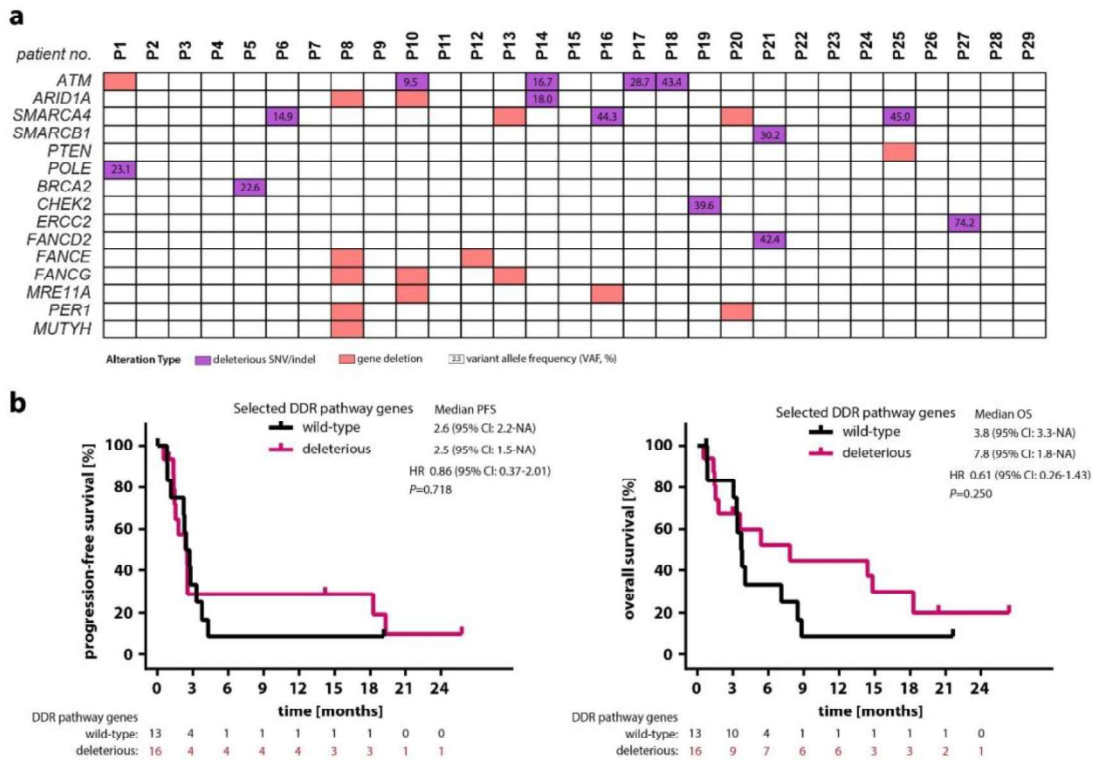 a
patient no. P1 P2 P3 P4 P5 P6 P7 P8 P9 P10 P11 P12 P13 P14 P15 P16 P17 P18 P19 P20 P21 P22 P23 P24 P25 P26 P27 P28 P29
ATM 9.5 16.7 28.7 43.4
ARID1A 18.0
SMARCA4 14.9 44.3 45.0
SMARCB1 30.2
PTEN
POLE 23.1
BRCA2 22.6
CHEK2 39.6
ERCC2 74.2
FANCD2 42.4
FANCE
FANCG
MRE11A
PER1
MUTYH
Alteration Type deleterious SNV/indel gene deletion 2.3 variant allele frequency (VAF, %)
b
Selected DDR pathway genes Median PFS
wild-type 2.6 (95% CI: 2.2-NA)
deleterious 2.5 (95% CI: 1.5-NA)
HR 0.86 (95% CI: 0.37-2.01)
P=0.718
progression-free survival [%]
100
80
60
40
20
0
0 3 6 9 12 15 18 21 24
time [months]
DDR pathway genes
wild-type: 13 4 1 1 1 1 1 0 0
deleterious: 16 4 4 4 4 3 3 1 1
Selected DDR pathway genes Median OS
wild-type 3.8 (95% CI: 3.3-NA)
deleterious 7.8 (95% CI: 1.8-NA)
HR 0.61 (95% CI: 0.26-1.43)
P=0.250
overall survival [%]
100
80
60
40
20
0
0 3 6 9 12 15 18 21 24
time [months]
DDR pathway genes
wild-type: 13 10 4 1 1 1 1 1 0
deleterious: 16 9 7 6 6 3 3 2 1